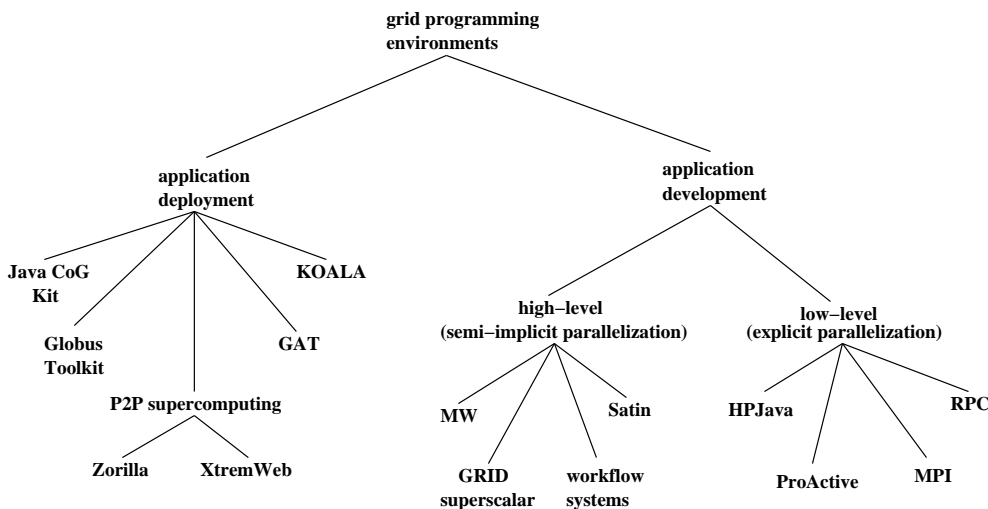 grid programming
environments
application
deployment
application
development
Java CoG
Kit
KOALA
Globus
Toolkit
GAT
P2P supercomputing
Zorilla
XtremWeb
high−level
(semi−implicit parallelization)
low−level
(explicit parallelization)
MW
Satin
GRID
superscalar
workflow
systems
HPJava
RPC
ProActive
MPI